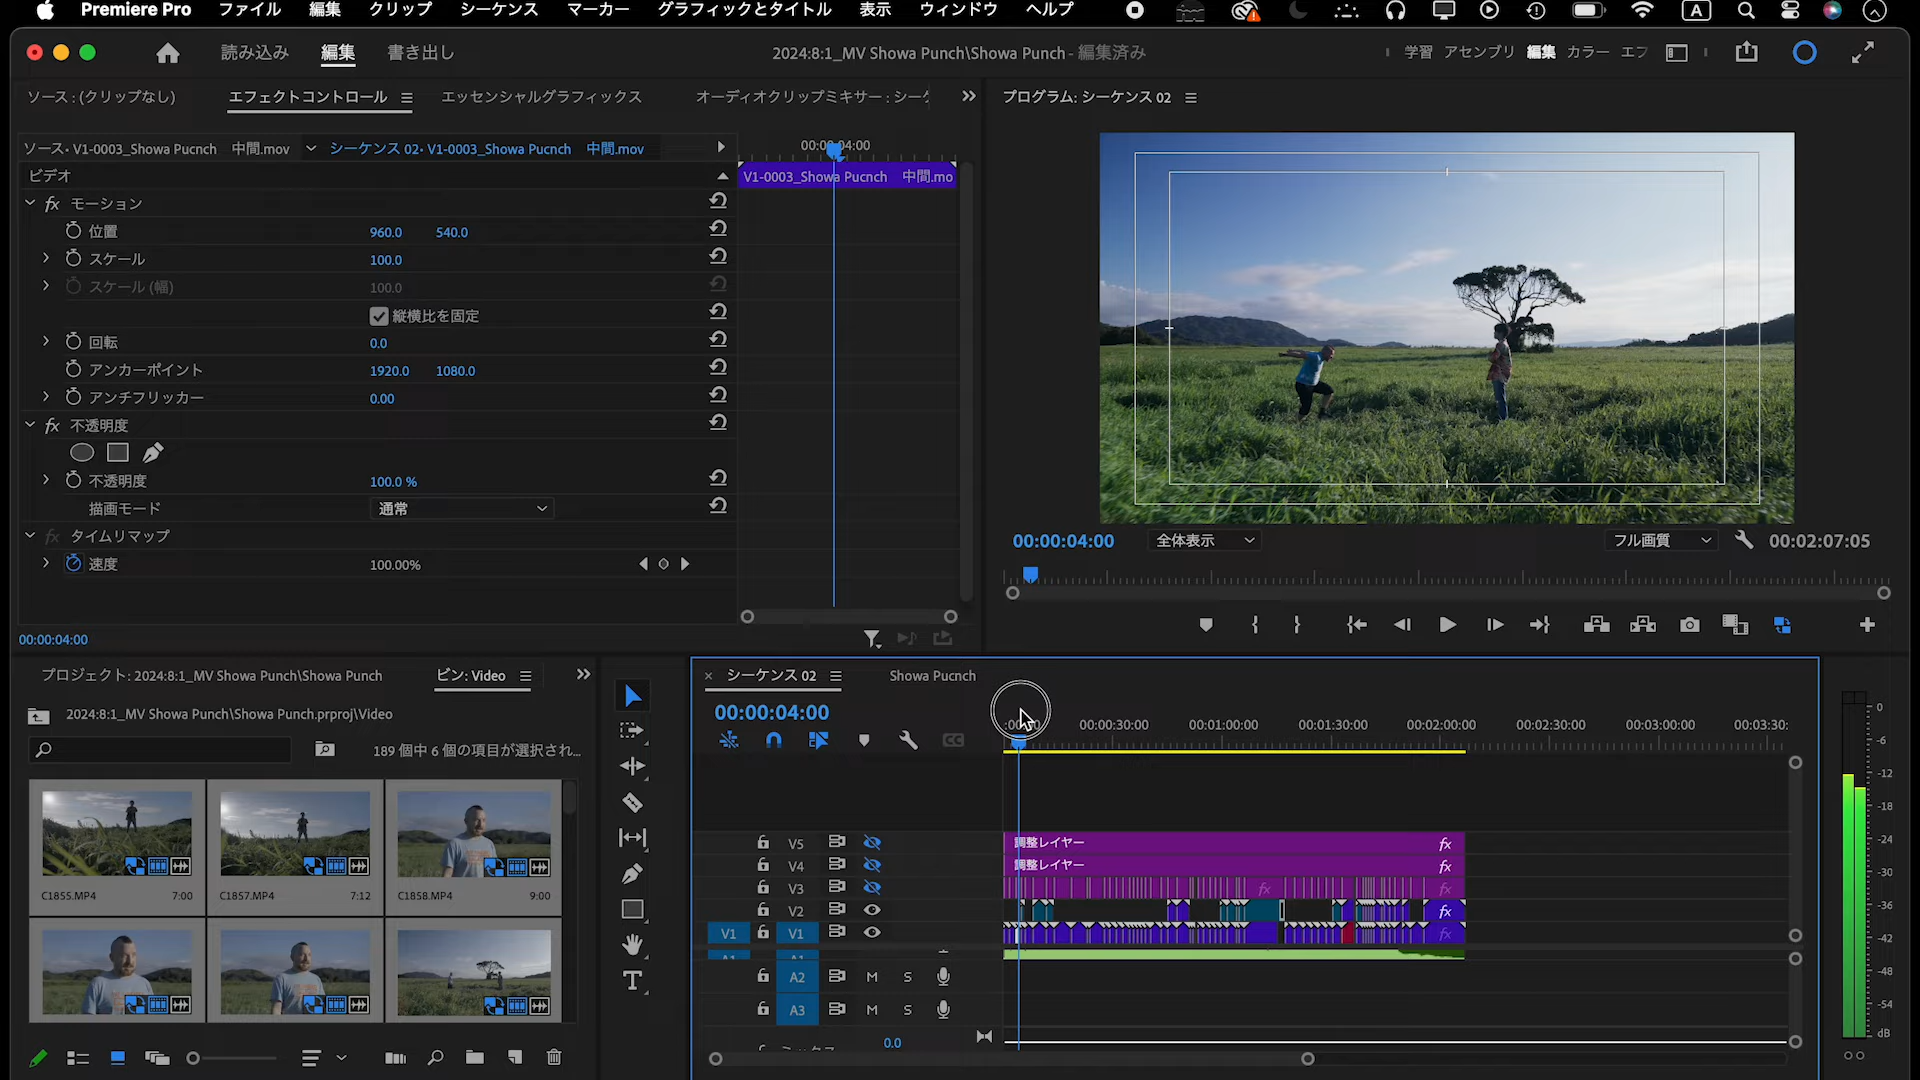 Premiere Pro ファイル 編集 クリップ シーケンス マーカー グラフィックとタイトル 表示 ウィンドウ ヘルプ A
読み込み 編集 書き出し 2024:8:1_MV Showa Punch\Showa Punch - 編集済み 学習 アセンブリ 編集 カラー エフ
ソース : (クリップなし) エフェクトコントロール エッセンシャルグラフィックス オーディオクリップミキサー : シー
プログラム: シーケンス 02
ソース・V1-0003_Showa Pucnch 中間.mov シーケンス 02・V1-0003_Showa Pucnch 中間.mov
ビデオ
V1-0003_Showa Pucnch 中間.mo
fx モーション
位置 960.0 540.0
スケール 100.0
スケール (幅) 100.0
縦横比を固定
回転 0.0
アンカーポイント 1920.0 1080.0
アンチフリッカー 0.00
fx 不透明度
不透明度 100.0 %
描画モード 通常
fx タイムリマップ
速度 100.00%
00:00:04:00
00:00:04:00 全体表示 フル画質 00:02:07:05
プロジェクト: 2024:8:1_MV Showa Punch\Showa Punch ビン: Video
2024:8:1_MV Showa Punch\Showa Punch.prproj\Video
189 個中 6 個の項目が選択され...
C1855.MP4 7:00
C1857.MP4 7:12
C1858.MP4 9:00
シーケンス 02 Showa Pucnch
00:00:04:00
00:00:30:00 00:01:00:00 00:01:30:00 00:02:00:00 00:02:30:00 00:03:00:00 00:03:30:
V5 調整レイヤー fx
V4 調整レイヤー fx
V3 fx fx
V2 fx
V1 V1 fx
A1 A1
A2 M S
A3 M S
0.0
0
-6
-12
-18
-24
-30
-36
-42
-48
-54
dB